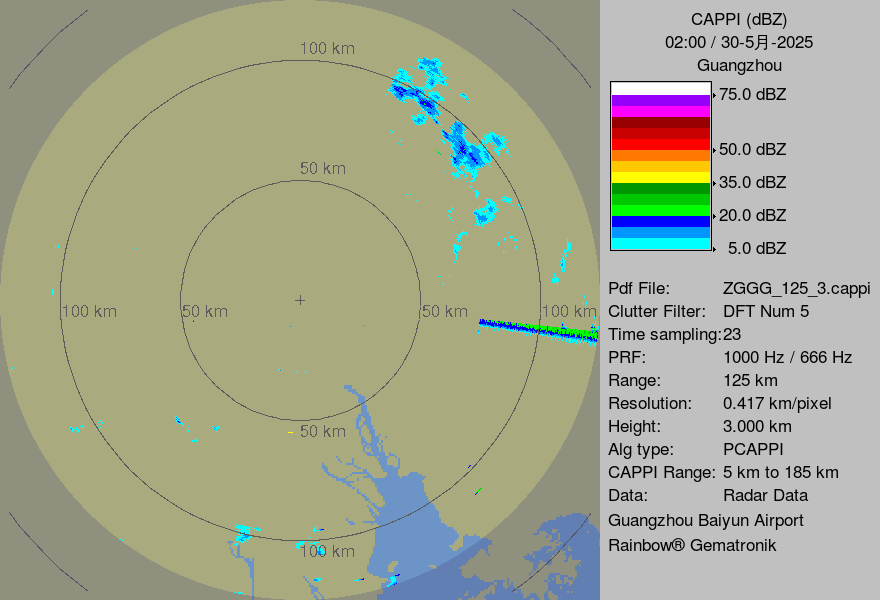 CAPPI (dBZ)
02:00 / 30-5月-2025
Guangzhou
75.0 dBZ
50.0 dBZ
35.0 dBZ
20.0 dBZ
5.0 dBZ
Pdf File: ZGGG_125_3.cappi
Clutter Filter: DFT Num 5
Time sampling:23
PRF: 1000 Hz / 666 Hz
Range: 125 km
Resolution: 0.417 km/pixel
Height: 3.000 km
Alg type: PCAPPI
CAPPI Range: 5 km to 185 km
Data: Radar Data
Guangzhou Baiyun Airport
Rainbow® Gematronik
100 km
50 km
100 km 50 km 50 km 100 km
50 km
100 km